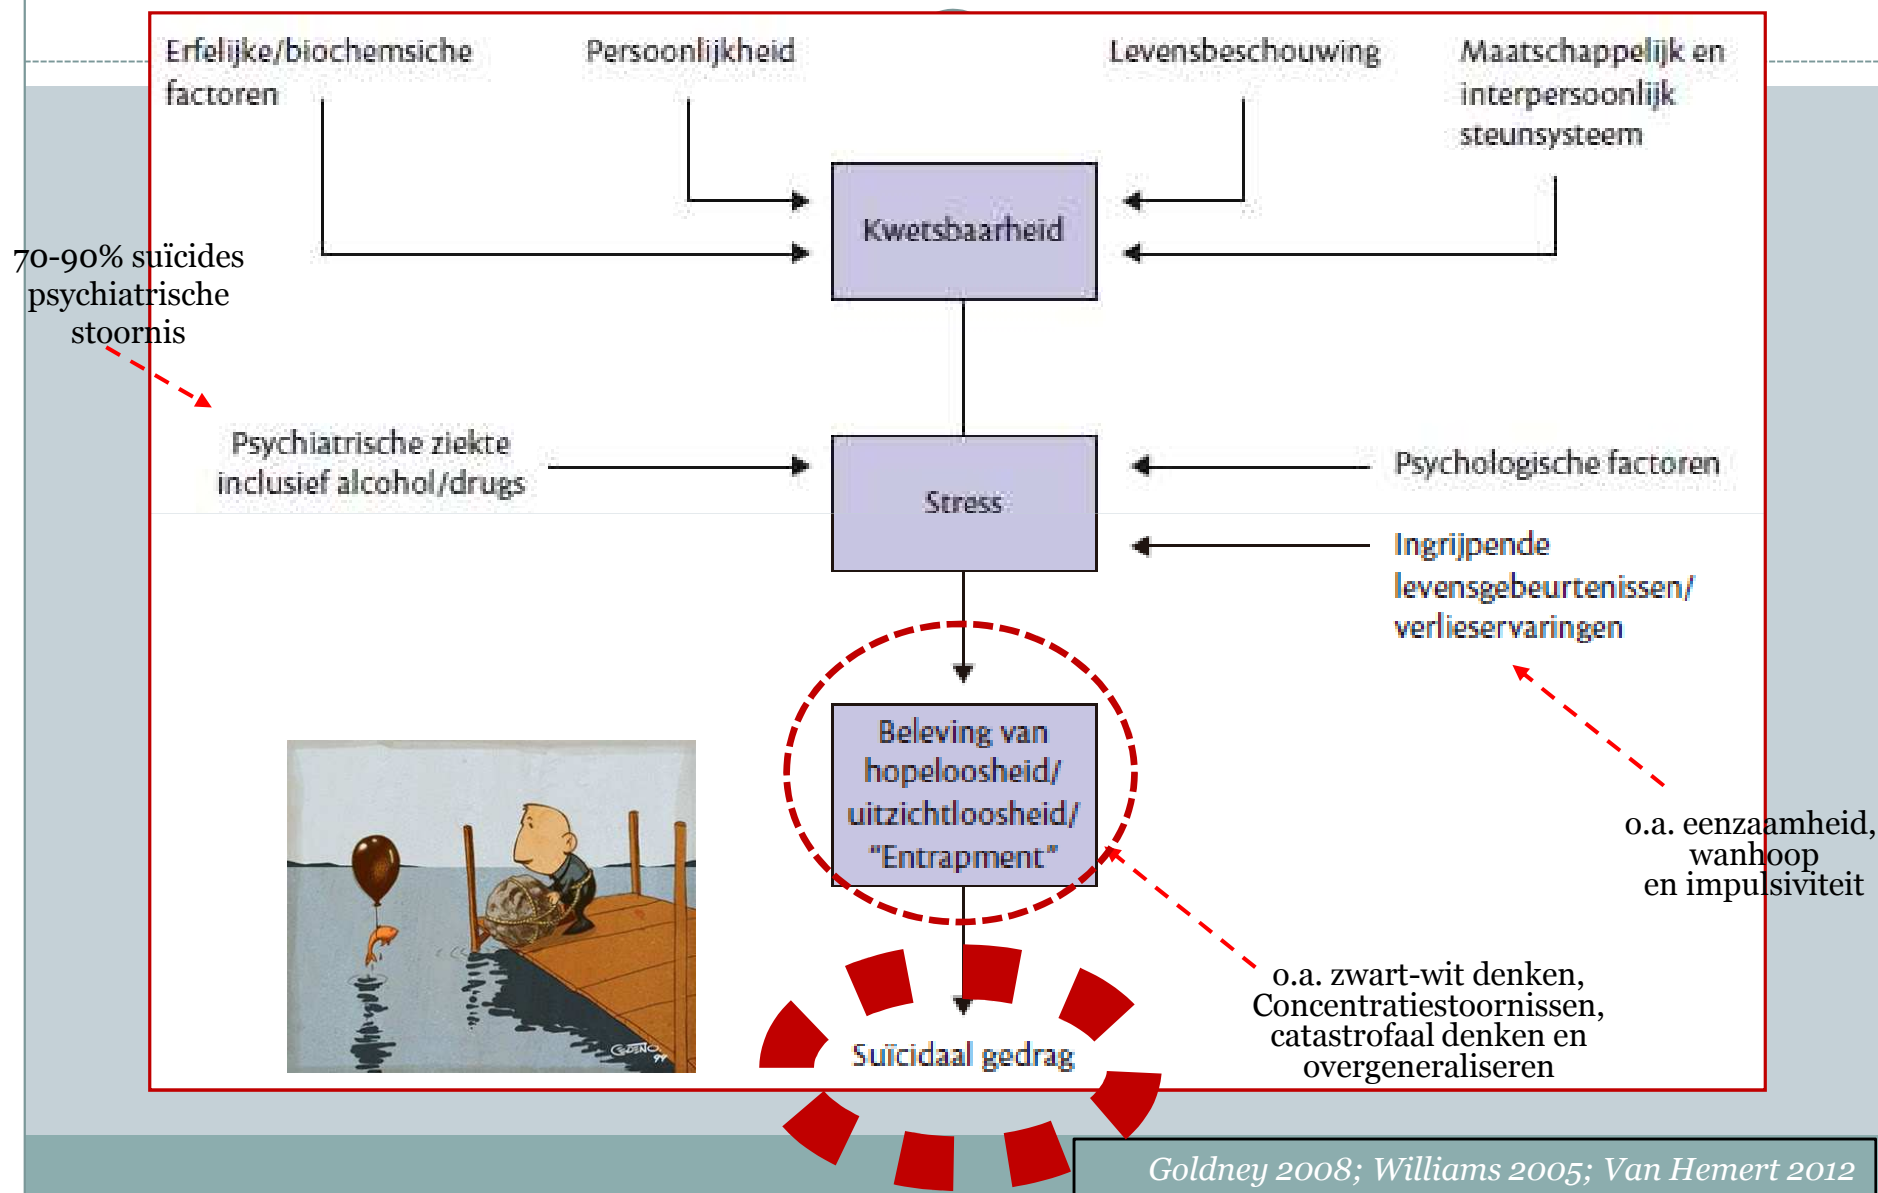 Erfelijke/biochemsiche
factoren
Persoonlijkheid
Levensbeschouwing
Maatschappelijk en
interpersoonlijk
steunsysteem
Kwetsbaarheid
70-90% suïcides
psychiatrische
stoornis
Psychiatrische ziekte
inclusief alcohol/drugs
Stress
Psychologische factoren
Ingrijpende
levensgebeurtenissen/
verlieservaringen
Beleving van
hopeloosheid/
uitzichtloosheid/
“Entrapment”
o.a. eenzaamheid,
wanhoop
en impulsiviteit
o.a. zwart-wit denken,
Concentratiestoornissen,
catastrofaal denken en
overgeneraliseren
Suïcidaal gedrag
Goldney 2008; Williams 2005; Van Hemert 2012